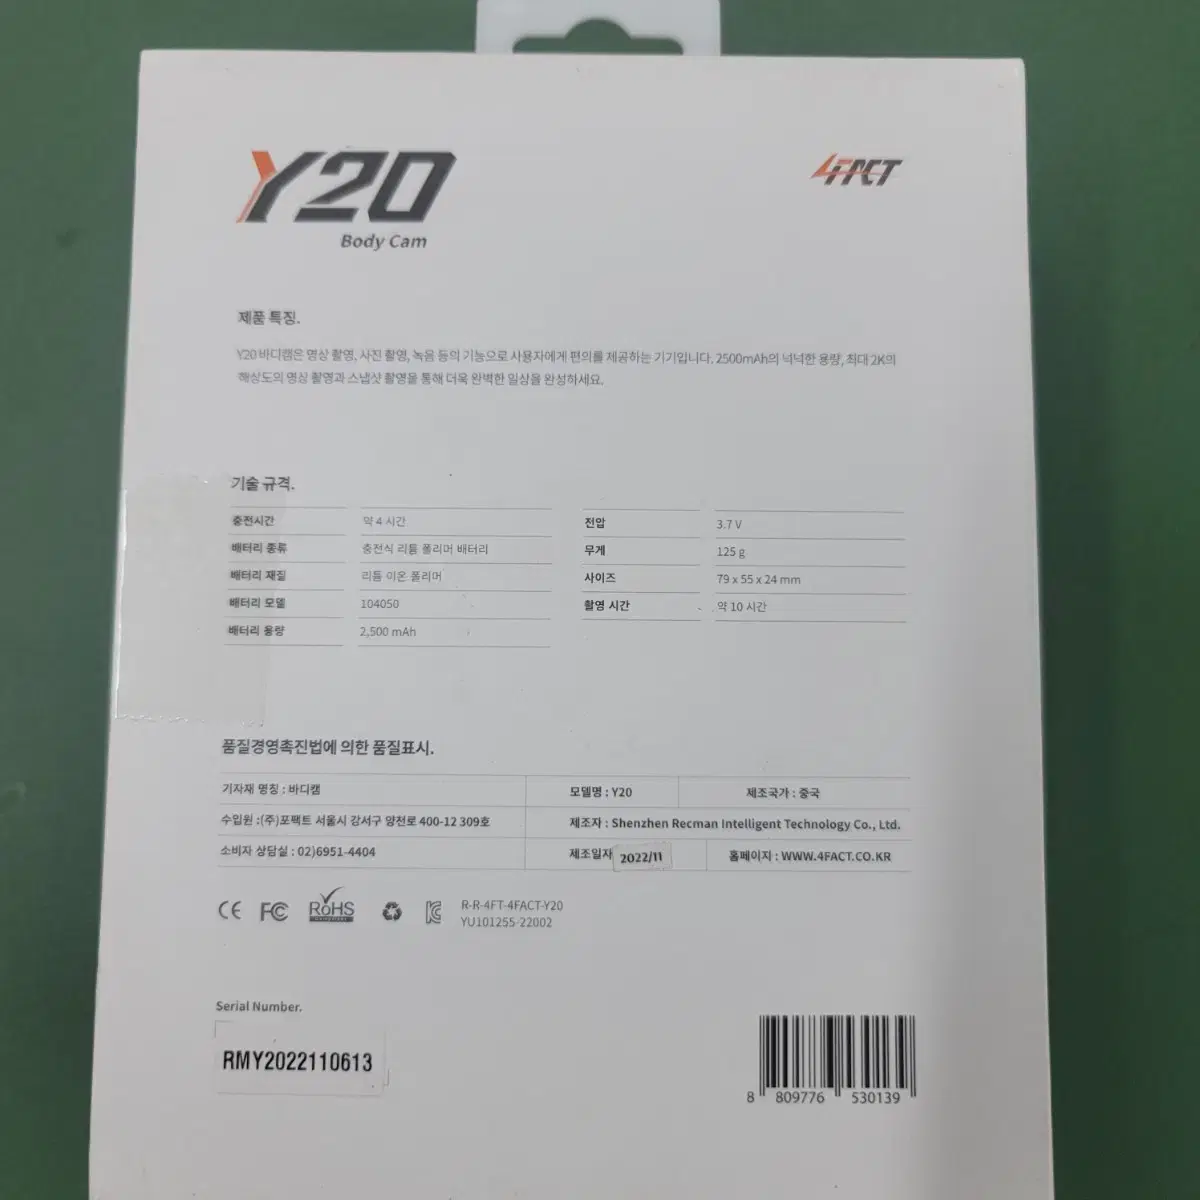 Y20
Body Cam
4FACT
제품 특징.
Y20 바디캠은 영상 촬영, 사진 촬영, 녹음 등의 기능으로 사용자에게 편의를 제공하는 기기입니다. 2500mAh의 넉넉한 용량, 최대 2K의
해상도의 영상 촬영과 스냅샷 촬영을 통해 더욱 완벽한 일상을 완성하세요.
기술 규격.
충전시간 약 4 시간
배터리 종류 충전식 리튬 폴리머 배터리
배터리 재질 리튬 이온 폴리머
배터리 모델 104050
배터리 용량 2,500 mAh
전압 3.7 V
무게 125 g
사이즈 79 x 55 x 24 mm
촬영 시간 약 10 시간
품질경영촉진법에 의한 품질표시.
기자재 명칭 : 바디캠 모델명 : Y20 제조국가 : 중국
수입원 :(주)포팩트 서울시 강서구 양천로 400-12 309호 제조자 : Shenzhen Recman Intelligent Technology Co., Ltd.
소비자 상담실 : 02)6951-4404 제조일자 2022/11 홈페이지 : WWW.4FACT.CO.KR
CE FC RoHS
R-R-4FT-4FACT-Y20
YU101255-22002
Serial Number.
RMY2022110613
8 809776 530139